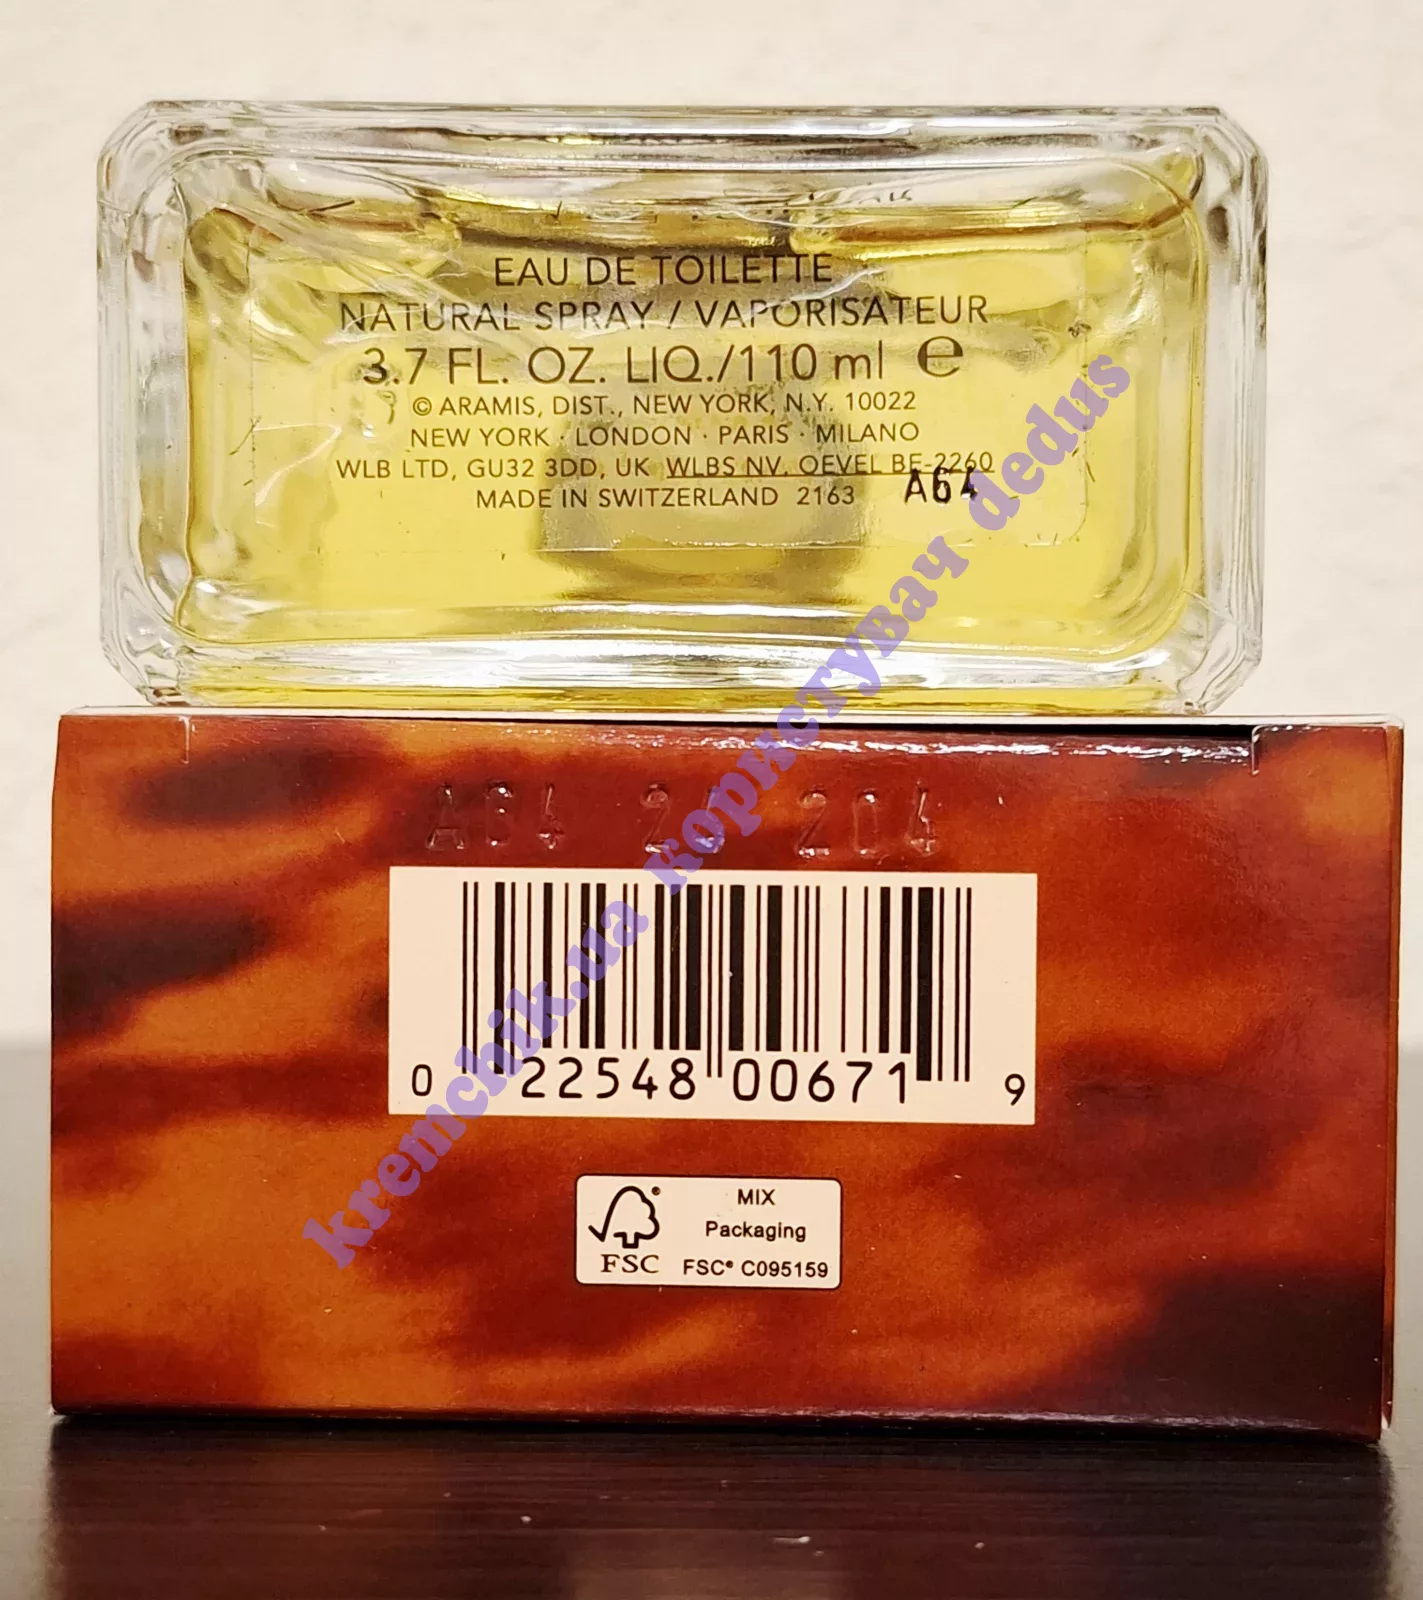 EAU DE TOILETTE
NATURAL SPRAY / VAPORISATEUR
3.7 FL. OZ. LIQ./110 ml e
© ARAMIS, DIST., NEW YORK, N.Y. 10022
NEW YORK · LONDON · PARIS · MILANO
WLB LTD, GU32 3DD, UK WLBS NV, OEVEL BE-2260
MADE IN SWITZERLAND 2163 A64
A64 204
0 22548 00671 9
FSC®
MIX
Packaging
FSC® C095159
kremchik.ua Користувач dedus